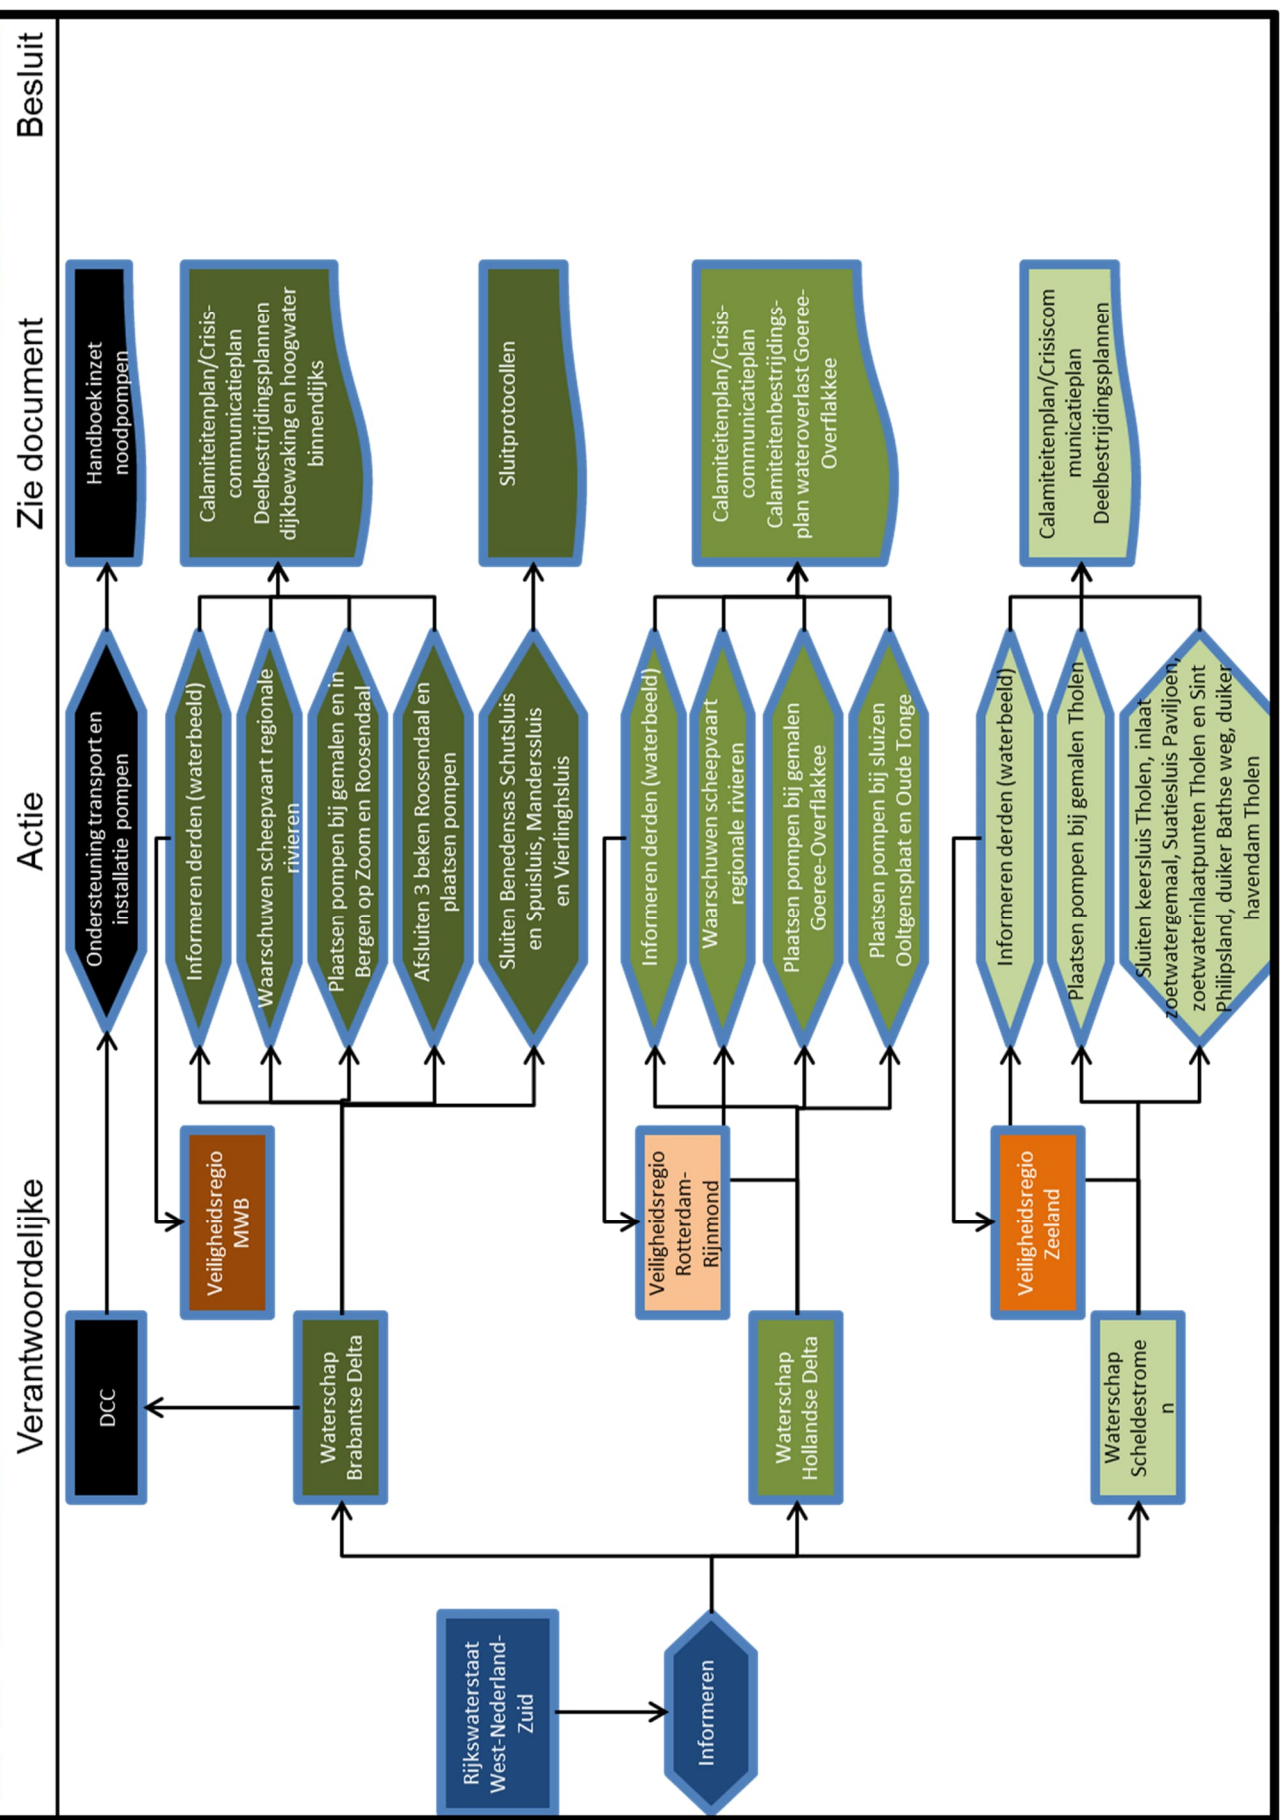 Verantwoordelijke
Actie
Zie document
Besluit
Rijkswaterstaat
West-Nederland-
Zuid
Informeren
DCC
Ondersteuning transport en
installatie pompen
Handboek inzet
noodpompen
Veiligheidsregio
MWB
Waterschap
Brabantse Delta
Informeren derden (waterbeeld)
Waarschuwen scheepvaart regionale
rivieren
Plaatsen pompen bij gemalen en in
Bergen op Zoom en Roosendaal
Afsluiten 3 beken Roosendaal en
plaatsen pompen
Sluiten Benedensas Schutsluis
en Spuisluis, Manderssluis
en Vierlinghsluis
Calamiteitenplan/Crisis-
communicatieplan
Deelbestrijdingsplannen
dijkbewaking en hoogwater
binnendijks
Sluitprotocollen
Veiligheidsregio
Rotterdam-
Rijnmond
Waterschap
Hollandse Delta
Informeren derden (waterbeeld)
Waarschuwen scheepvaart
regionale rivieren
Plaatsen pompen bij gemalen
Goeree-Overflakkee
Plaatsen pompen bij sluizen
Ooltgensplaat en Oude Tonge
Calamiteitenplan/Crisis-
communicatieplan
Calamiteitenbestrijdings-
plan wateroverlast Goeree-
Overflakkee
Veiligheidsregio
Zeeland
Waterschap
Scheldestrome
n
Informeren derden (waterbeeld)
Plaatsen pompen bij gemalen Tholen
Sluiten keersluis Tholen, inlaat
zoetwatergemaal, Suatiesluis Paviljoen,
zoetwaterinlaatpunten Tholen en Sint
Philipsland, duiker Bathse weg, duiker
havendam Tholen
Calamiteitenplan/Crisiscom
municatieplan
Deelbestrijdingsplannen